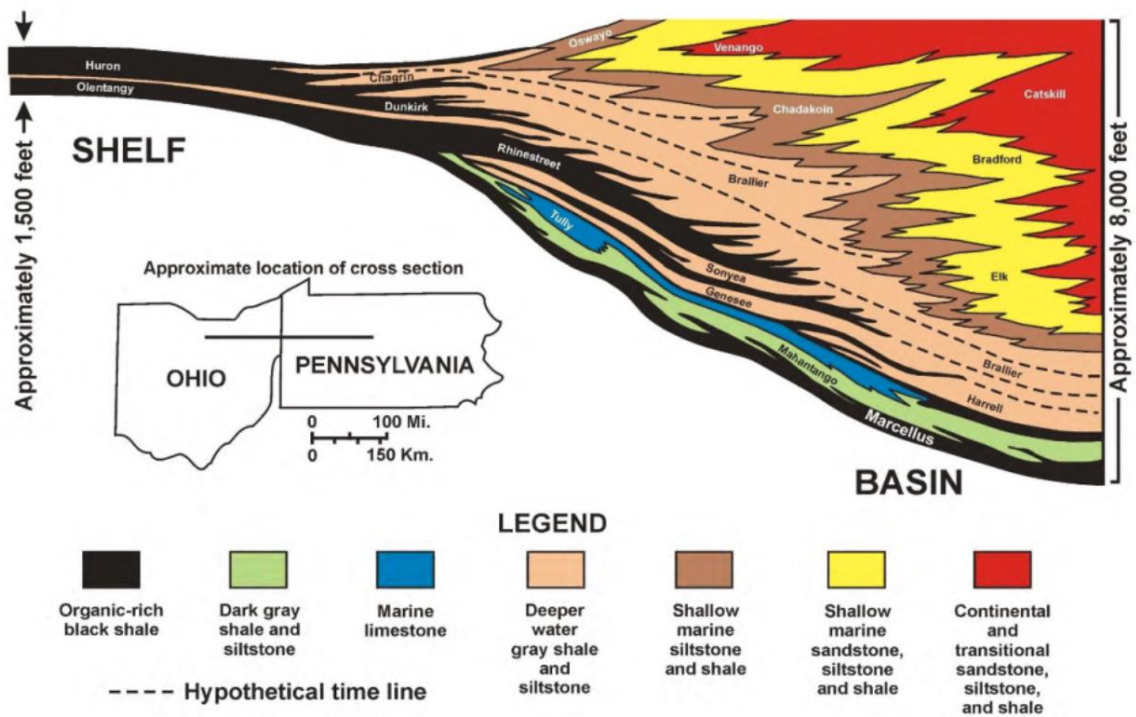 Approximately 1,500 feet
Huron
Olentangy
SHELF
Chagrin
Dunkirk
Rhinestreet
Tully
Sonyea
Genesee
Mahantango
Marcellus
Harrell
Brallier
Brallier
Oswayo
Venango
Chadakoin
Catskill
Bradford
Elk
Approximately 8,000 feet
BASIN
Approximate location of cross section
OHIO
PENNSYLVANIA
0 100 Mi.
0 150 Km.
LEGEND
Organic-rich
black shale
Dark gray
shale and
siltstone
Marine
limestone
Deeper
water
gray shale
and
siltstone
Shallow
marine
siltstone
and shale
Shallow
marine
sandstone,
siltstone
and shale
Continental
and
transitional
sandstone,
siltstone,
and shale
Hypothetical time line